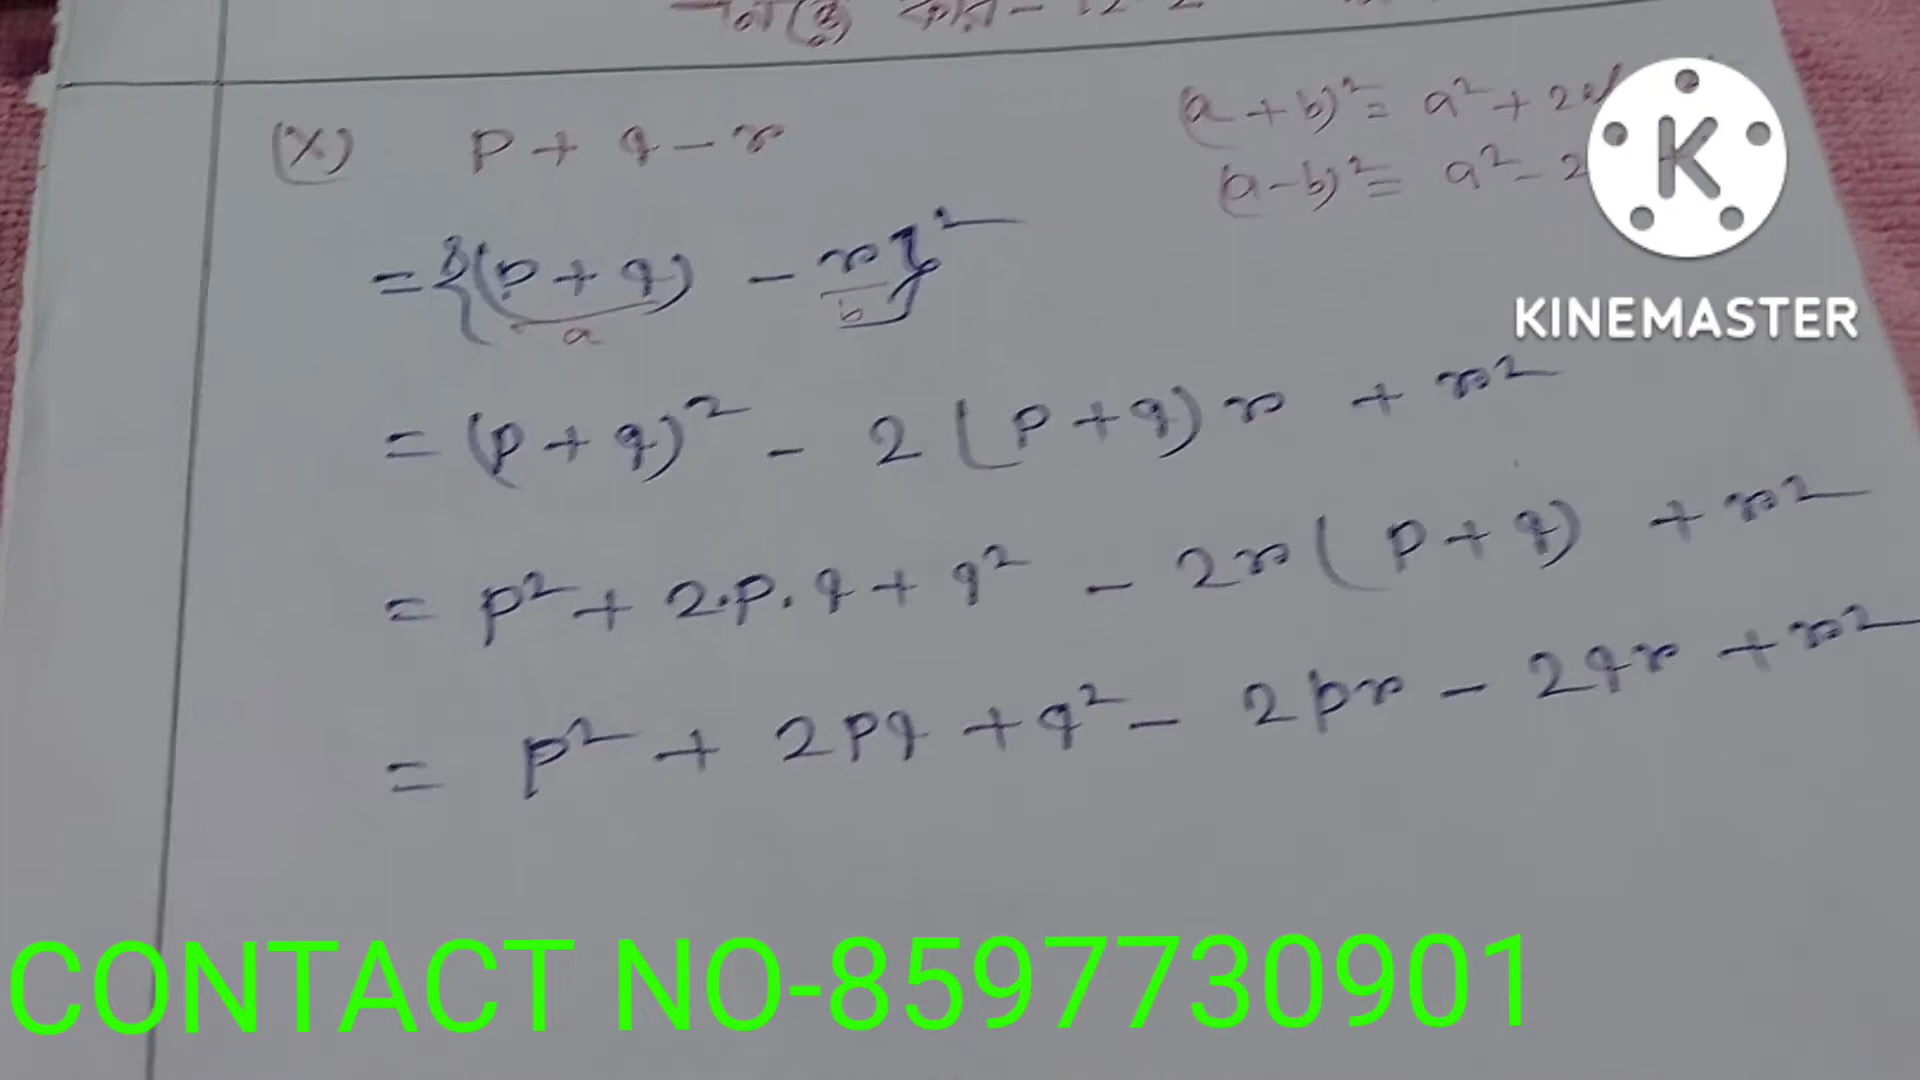 (x) p + q - r
(a + b)² = a² + 2
(a - b)² = a² - 2
= {(p + q) - r}²
a b
= (p + q)² - 2 (p + q) r + r²
= p² + 2.p.q + q² - 2r (p + q) + r²
= p² + 2pq + q² - 2pr - 2qr + r²
K
KINEMASTER
CONTACT NO-8597730901